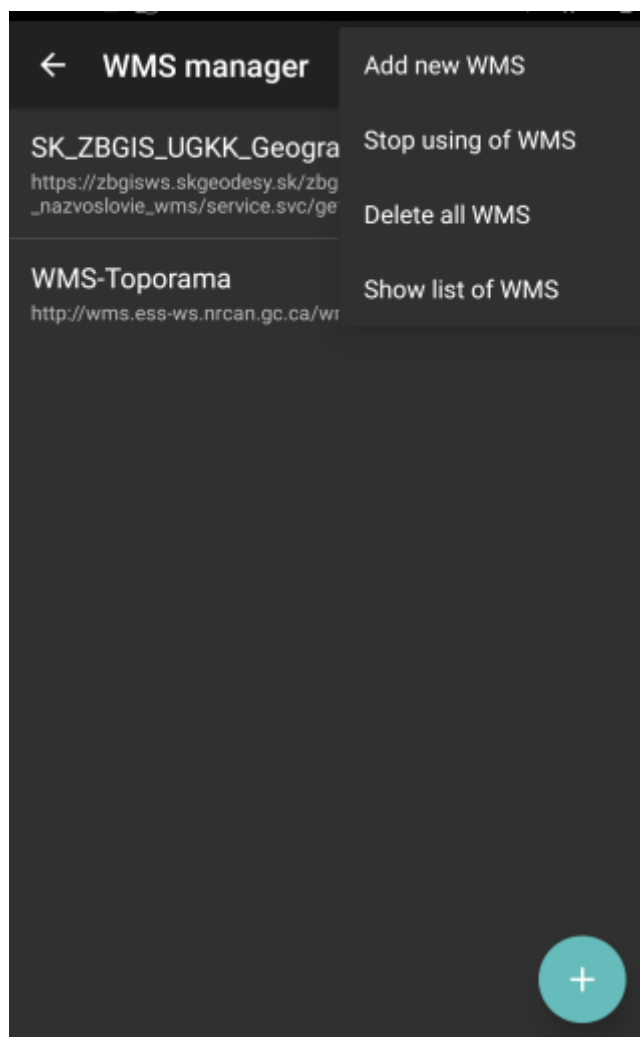 WMS manager
Add new WMS
Stop using of WMS
Delete all WMS
Show list of WMS
SK_ZBGIS_UGKK_Geogra
https://zbgisws.skgeodesy.sk/zbg
_nazvoslovie_wms/service.svc/ge
WMS-Toporama
http://wms.ess-ws.nrcan.gc.ca/w
+